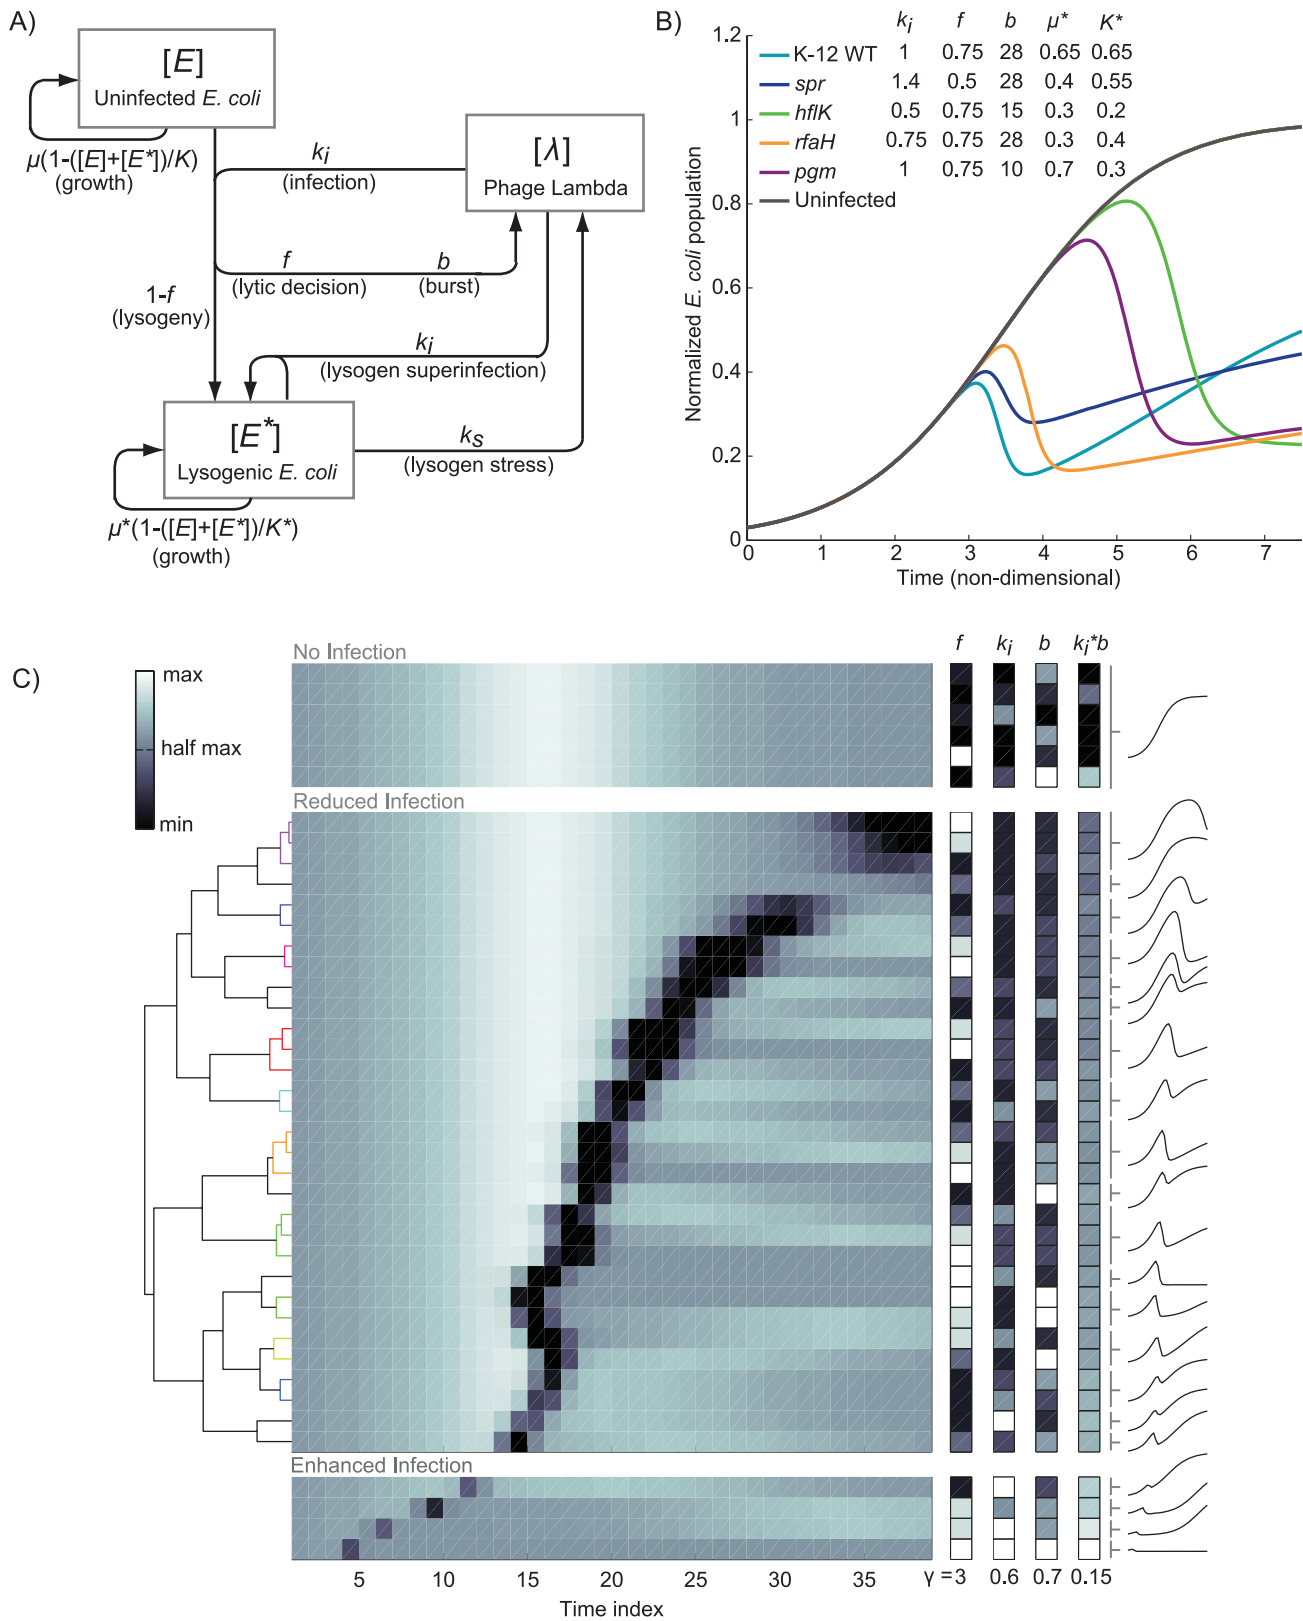 A)
[E]
Uninfected E. coli
μ(1-([E]+[E*])/K)
(growth)
k_i
(infection)
[λ]
Phage Lambda
f
(lytic decision)
b
(burst)
1-f
(lysogeny)
k_i
(lysogen superinfection)
[E*]
Lysogenic E. coli
k_s
(lysogen stress)
μ*(1-([E]+[E*])/K*)
(growth)
B)
k_i f b μ* K*
K-12 WT 1 0.75 28 0.65 0.65
spr 1.4 0.5 28 0.4 0.55
hflK 0.5 0.75 15 0.3 0.2
rfaH 0.75 0.75 28 0.3 0.4
pgm 1 0.75 10 0.7 0.3
Uninfected
Normalized E. coli population
1.2
1
0.8
0.6
0.4
0.2
0
0 1 2 3 4 5 6 7
Time (non-dimensional)
C)
max
half max
min
No Infection
f k_i b k_i*b
Reduced Infection
Enhanced Infection
5 10 15 20 25 30 35
γ =3 0.6 0.7 0.15
Time index